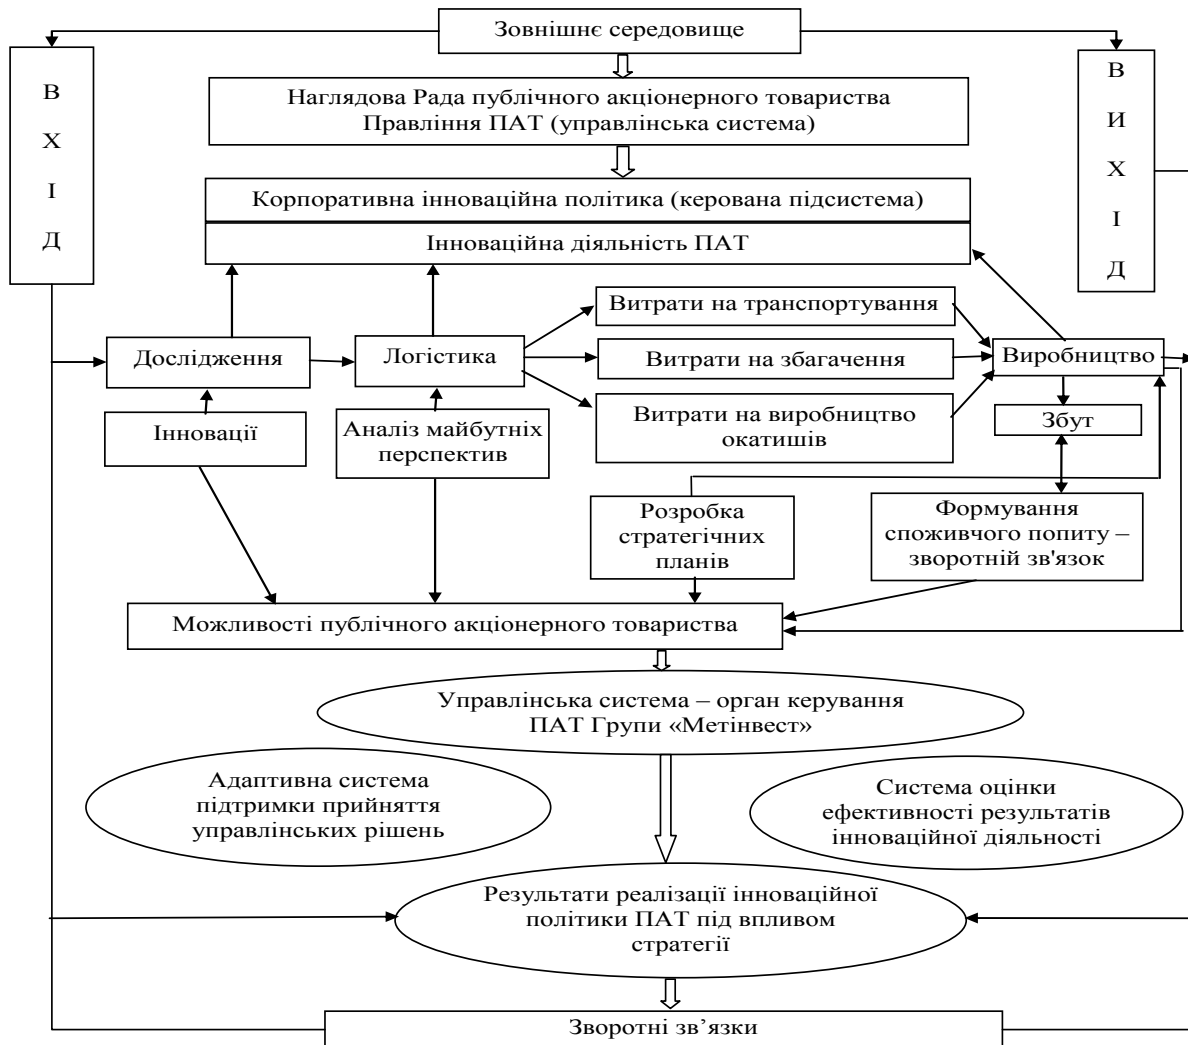 Зовнішнє середовище
В
Х
І
Д
В
И
Х
І
Д
Наглядова Рада публічного акціонерного товариства
Правління ПАТ (управлінська система)
Корпоративна інноваційна політика (керована підсистема)
Інноваційна діяльність ПАТ
Дослідження
Логістика
Витрати на транспортування
Витрати на збагачення
Витрати на виробництво
окатишів
Виробництво
Інновації
Аналіз майбутніх
перспектив
Збут
Розробка
стратегічних
планів
Формування
споживчого попиту –
зворотній зв'язок
Можливості публічного акціонерного товариства
Управлінська система – орган керування
ПАТ Групи «Метінвест»
Адаптивна система
підтримки прийняття
управлінських рішень
Система оцінки
ефективності результатів
інноваційної діяльності
Результати реалізації інноваційної
політики ПАТ під впливом
стратегії
Зворотні зв’язки